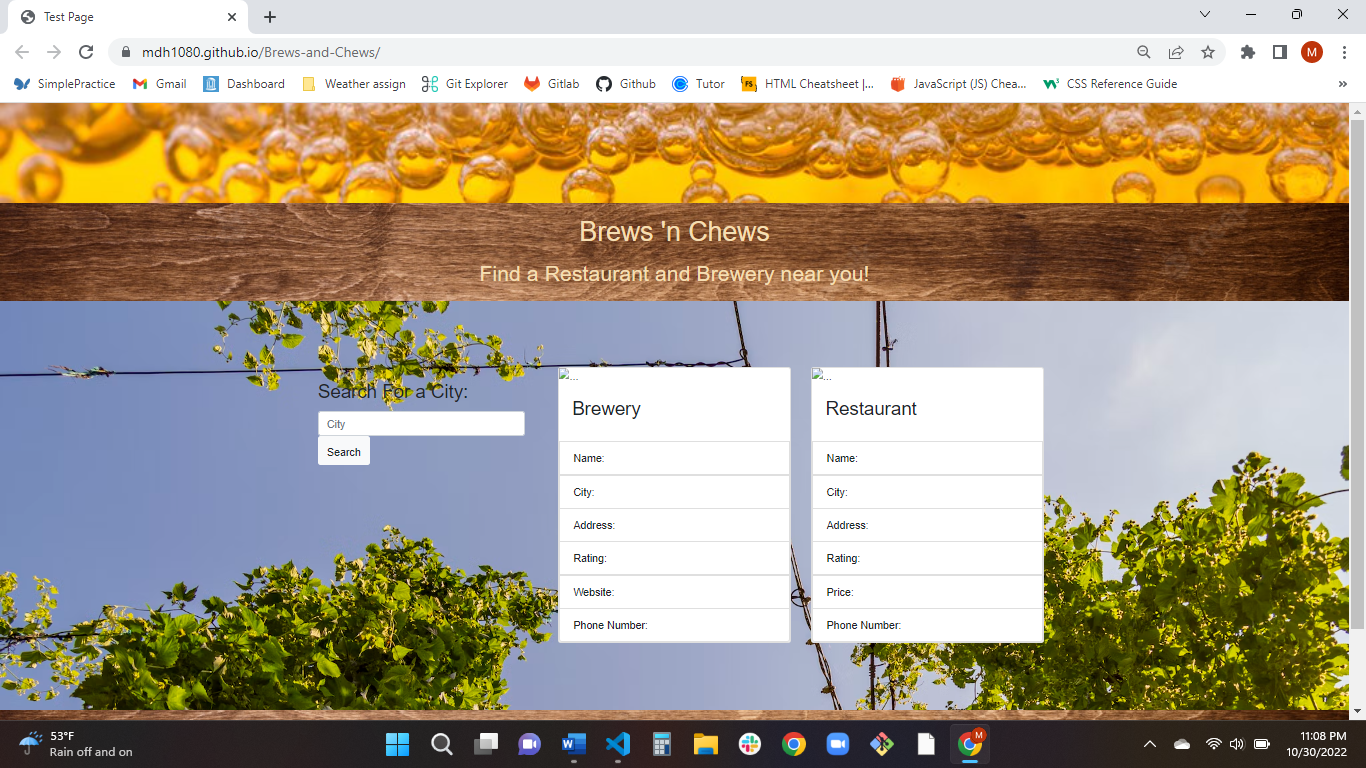 Test Page
mdh1080.github.io/Brews-and-Chews/
M
SimplePractice
Gmail
Dashboard
Weather assign
Git Explorer
Gitlab
Github
Tutor
HTML Cheatsheet |...
JavaScript (JS) Chea...
CSS Reference Guide
»
Brews 'n Chews
Find a Restaurant and Brewery near you!
Search For a City:
City
Search
...
Brewery
Name:
City:
Address:
Rating:
Website:
Phone Number:
...
Restaurant
Name:
City:
Address:
Rating:
Price:
Phone Number:
53°F
Rain off and on
M
11:08 PM
10/30/2022